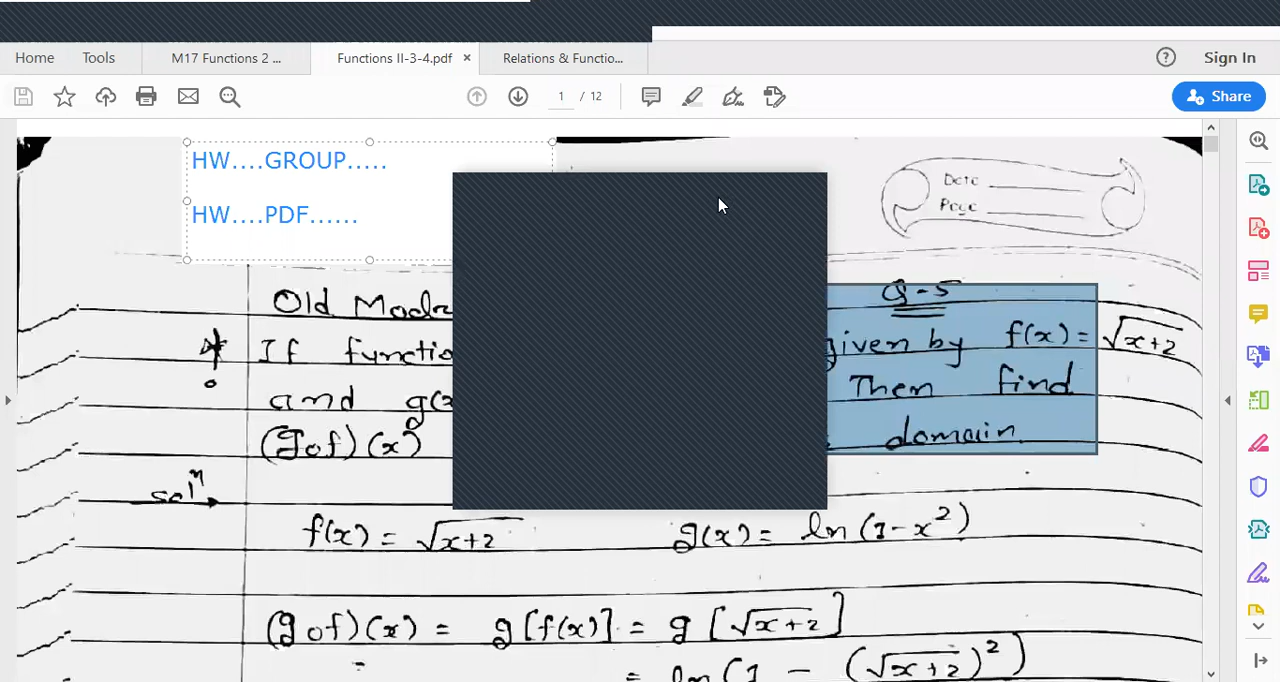 Home Tools M17 Functions 2 ... Functions II-3-4.pdf × Relations & Functio... ? Sign In
1 / 12 Share
HW....GROUP.....
HW....PDF......
Date
Page
Old Q-5
If given by f(x) = √x+2
and Then find
(gof)(x) domain.
solⁿ
f(x) = √x+2 g(x) = ln (1-x²)
(gof)(x) = g[f(x)] = g [√x+2]
= = ln (1 - (√x+2)²)